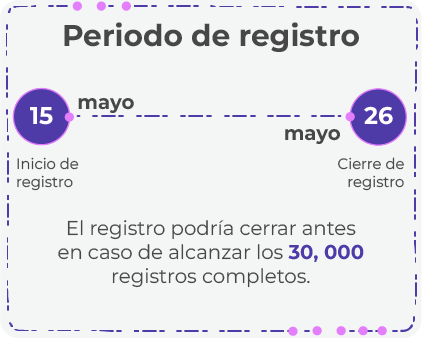 Periodo de registro
15 mayo
mayo 26
Inicio de
registro
Cierre de
registro
El registro podría cerrar antes
en caso de alcanzar los 30, 000
registros completos.